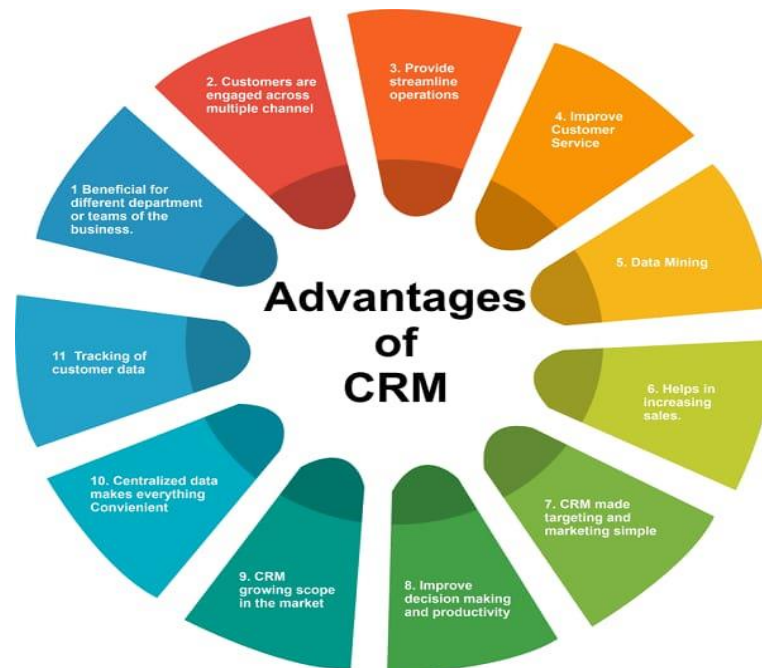 Advantages
of
CRM
1 Beneficial for
different department
or teams of the
business.
2. Customers are
engaged across
multiple channel
3. Provide
streamline
operations
4. Improve
Customer
Service
5. Data Mining
6. Helps in
increasing
sales.
7. CRM made
targeting and
marketing simple
8. Improve
decision making
and productivity
9. CRM
growing scope
in the market
10. Centralized data
makes everything
Convienient
11 Tracking of
customer data